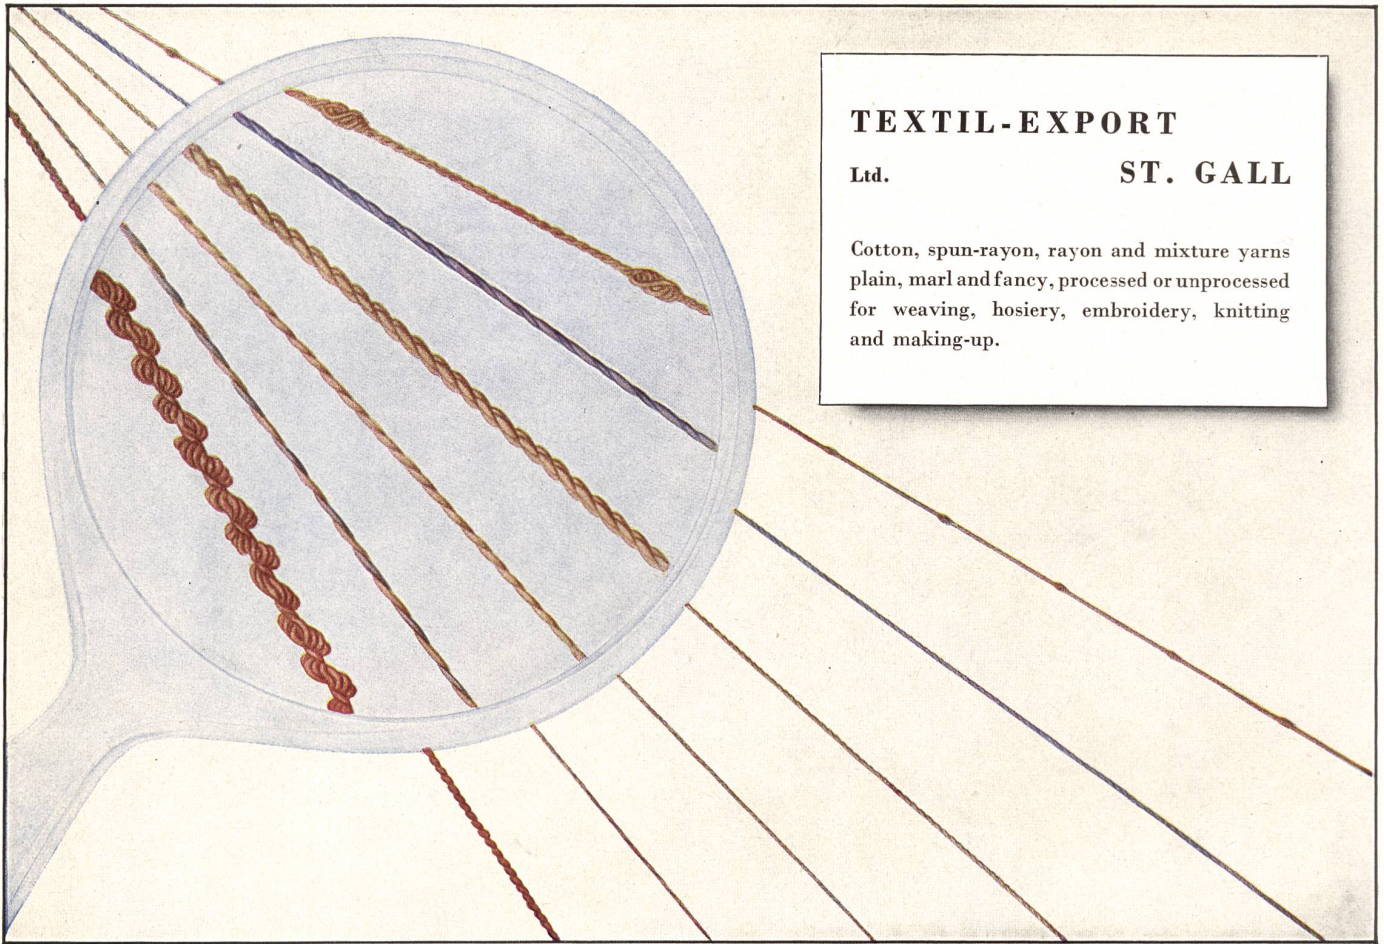 TEXTIL-EXPORT
Ltd. ST. GALL
Cotton, spun-rayon, rayon and mixture yarns
plain, marl and fancy, processed or unprocessed
for weaving, hosiery, embroidery, knitting
and making-up.